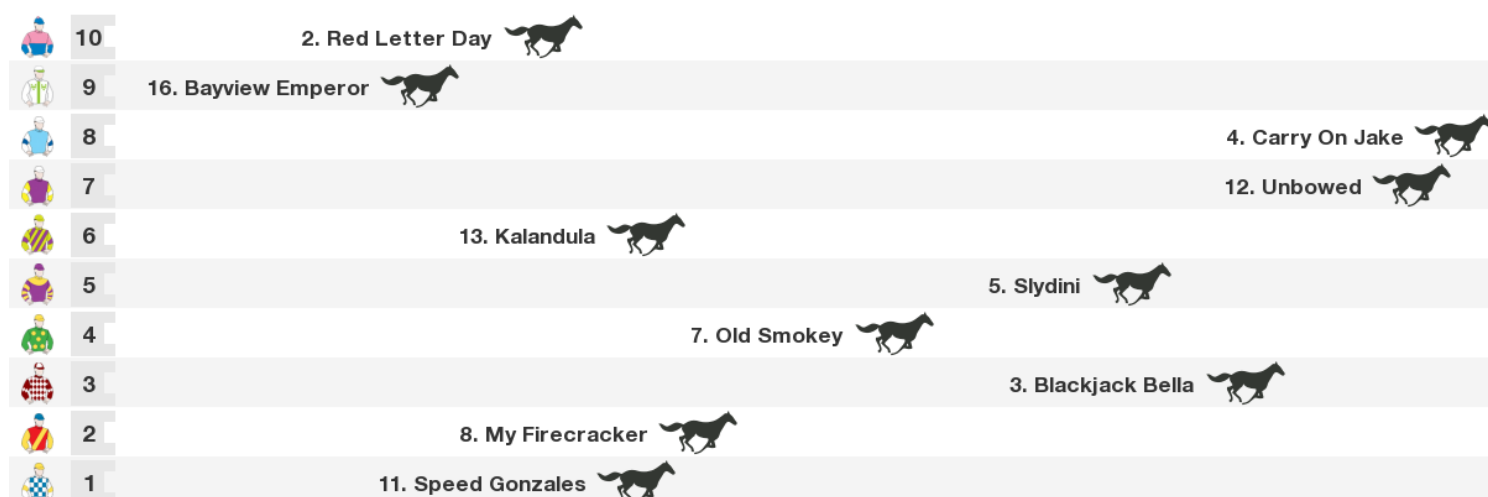 10 2. Red Letter Day
9 16. Bayview Emperor
8 4. Carry On Jake
7 12. Unbowed
6 13. Kalandula
5 5. Slydini
4 7. Old Smokey
3 3. Blackjack Bella
2 8. My Firecracker
1 11. Speed Gonzales